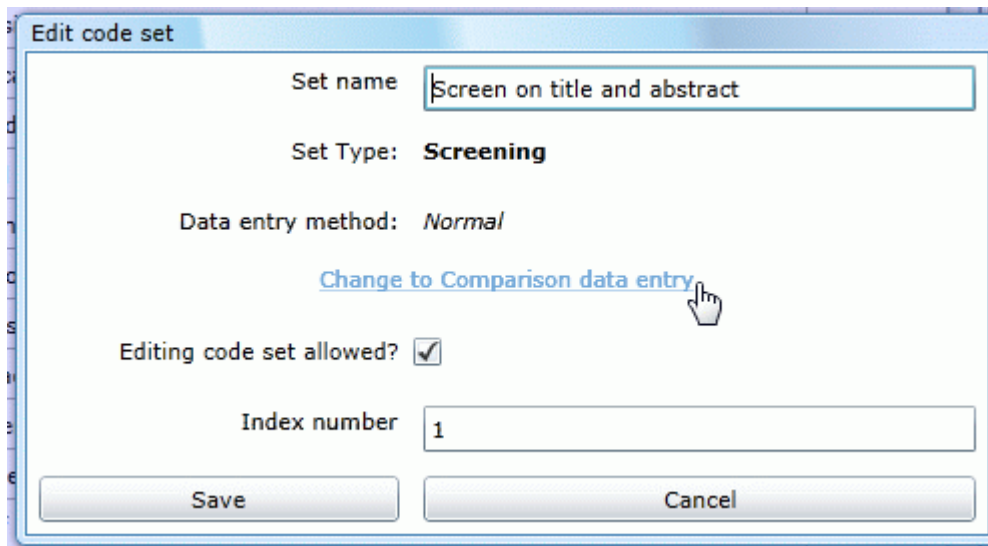 Edit code set
Set name Screen on title and abstract
Set Type: Screening
Data entry method: Normal
Change to Comparison data entry
Editing code set allowed?
Index number 1
Save Cancel